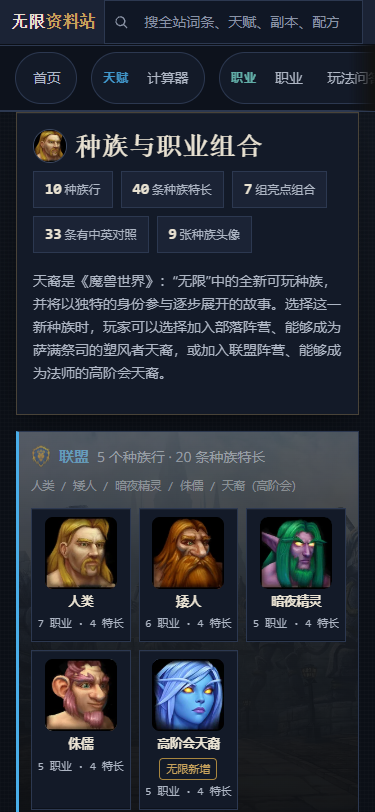 无限资料站
搜全站词条、天赋、副本、配方
首页 天赋 计算器 职业 职业 玩法问
种族与职业组合
10 种族行 40 条种族特长 7 组亮点组合
33 条有中英对照 9 张种族头像
天裔是《魔兽世界》：“无限”中的全新可玩种族，
并将以独特的身份参与逐步展开的故事。选择这一
新种族时，玩家可以选择加入部落阵营、能够成为
萨满祭司的塑风者天裔，或加入联盟阵营、能够成
为法师的高阶会天裔。
联盟 5 个种族行 · 20 条种族特长
人类 / 矮人 / 暗夜精灵 / 侏儒 / 天裔（高阶会）
人类 矮人 暗夜精灵
7 职业 · 4 特长 6 职业 · 4 特长 5 职业 · 4 特长
侏儒 高阶会天裔
无限新增
5 职业 · 4 特长 5 职业 · 4 特长